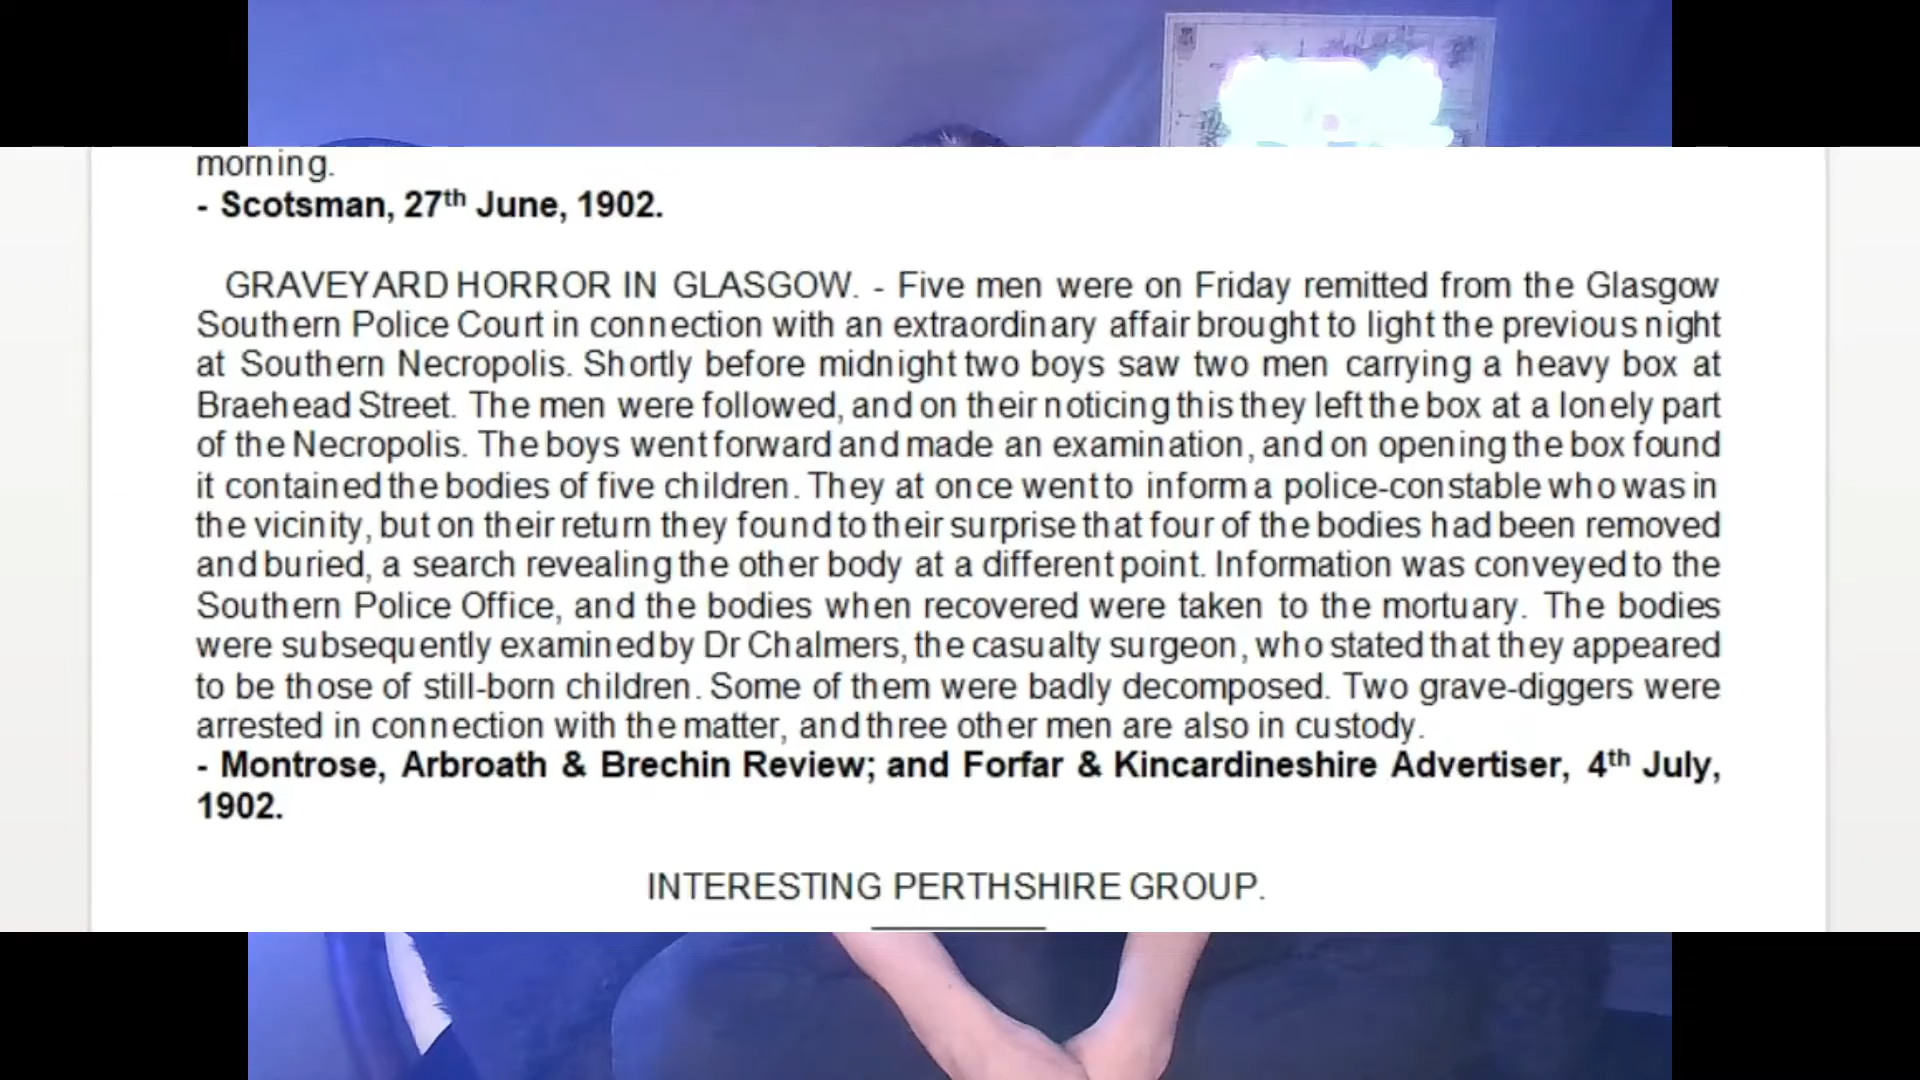 morning.
- Scotsman, 27th June, 1902.
GRAVEYARD HORROR IN GLASGOW. - Five men were on Friday remitted from the Glasgow
Southern Police Court in connection with an extraordinary affair brought to light the previous night
at Southern Necropolis. Shortly before midnight two boys saw two men carrying a heavy box at
Braehead Street. The men were followed, and on their noticing this they left the box at a lonely part
of the Necropolis. The boys went forward and made an examination, and on opening the box found
it contained the bodies of five children. They at once went to inform a police-constable who was in
the vicinity, but on their return they found to their surprise that four of the bodies had been removed
and buried, a search revealing the other body at a different point. Information was conveyed to the
Southern Police Office, and the bodies when recovered were taken to the mortuary. The bodies
were subsequently examined by Dr Chalmers, the casualty surgeon, who stated that they appeared
to be those of still-born children. Some of them were badly decomposed. Two grave-diggers were
arrested in connection with the matter, and three other men are also in custody.
- Montrose, Arbroath & Brechin Review; and Forfar & Kincardineshire Advertiser, 4th July,
1902.
INTERESTING PERTHSHIRE GROUP.